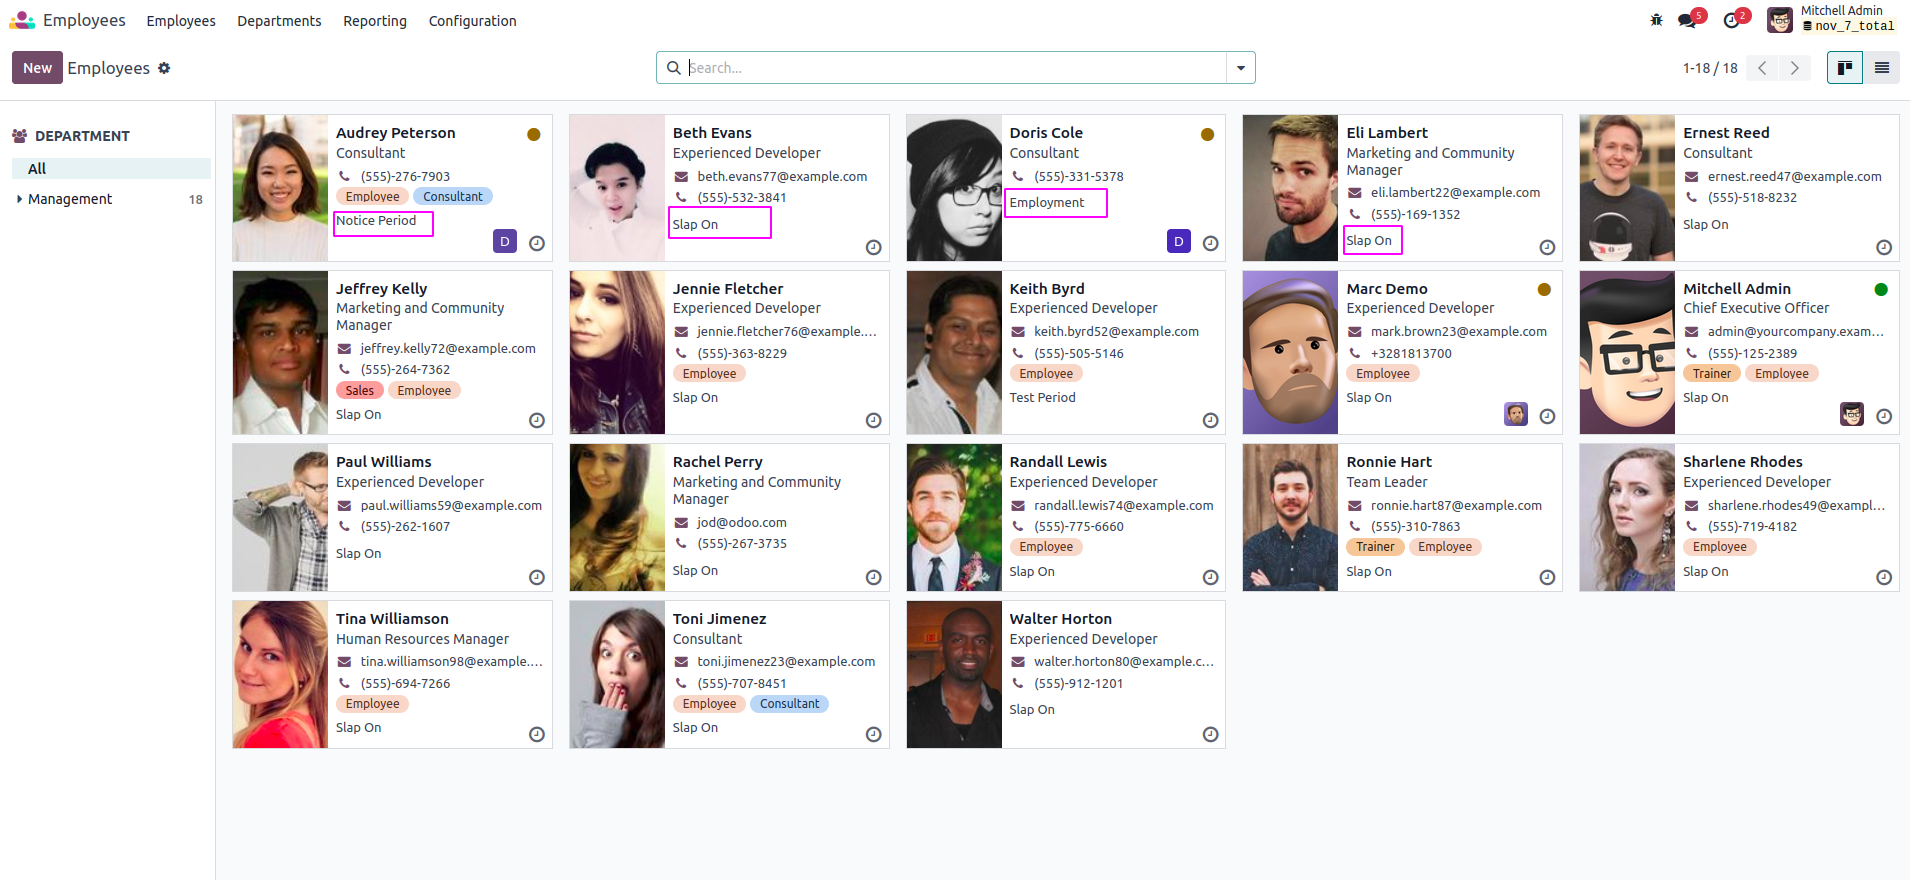 Employees Employees Departments Reporting Configuration 5 2 Mitchell Admin
nov_7_total
New Employees Search... 1-18 / 18
DEPARTMENT
All
Management 18
Audrey Peterson
Consultant
(555)-276-7903
Employee Consultant
Notice Period
D
Beth Evans
Experienced Developer
beth.evans77@example.com
(555)-532-3841
Slap On
Doris Cole
Consultant
(555)-331-5378
Employment
D
Eli Lambert
Marketing and Community
Manager
eli.lambert22@example.com
(555)-169-1352
Slap On
Ernest Reed
Consultant
ernest.reed47@example.com
(555)-518-8232
Slap On
Jeffrey Kelly
Marketing and Community
Manager
jeffrey.kelly72@example.com
(555)-264-7362
Sales Employee
Slap On
Jennie Fletcher
Experienced Developer
jennie.fletcher76@example....
(555)-363-8229
Employee
Slap On
Keith Byrd
Experienced Developer
keith.byrd52@example.com
(555)-505-5146
Employee
Test Period
Marc Demo
Experienced Developer
mark.brown23@example.com
+3281813700
Employee
Slap On
Mitchell Admin
Chief Executive Officer
admin@yourcompany.exam...
(555)-125-2389
Trainer Employee
Slap On
Paul Williams
Experienced Developer
paul.williams59@example.com
(555)-262-1607
Slap On
Rachel Perry
Marketing and Community
Manager
jod@odoo.com
(555)-267-3735
Slap On
Randall Lewis
Experienced Developer
randall.lewis74@example.com
(555)-775-6660
Employee
Slap On
Ronnie Hart
Team Leader
ronnie.hart87@example.com
(555)-310-7863
Trainer Employee
Slap On
Sharlene Rhodes
Experienced Developer
sharlene.rhodes49@exampl...
(555)-719-4182
Employee
Slap On
Tina Williamson
Human Resources Manager
tina.williamson98@example....
(555)-694-7266
Employee
Slap On
Toni Jimenez
Consultant
toni.jimenez23@example.com
(555)-707-8451
Employee Consultant
Slap On
Walter Horton
Experienced Developer
walter.horton80@example.c...
(555)-912-1201
Slap On